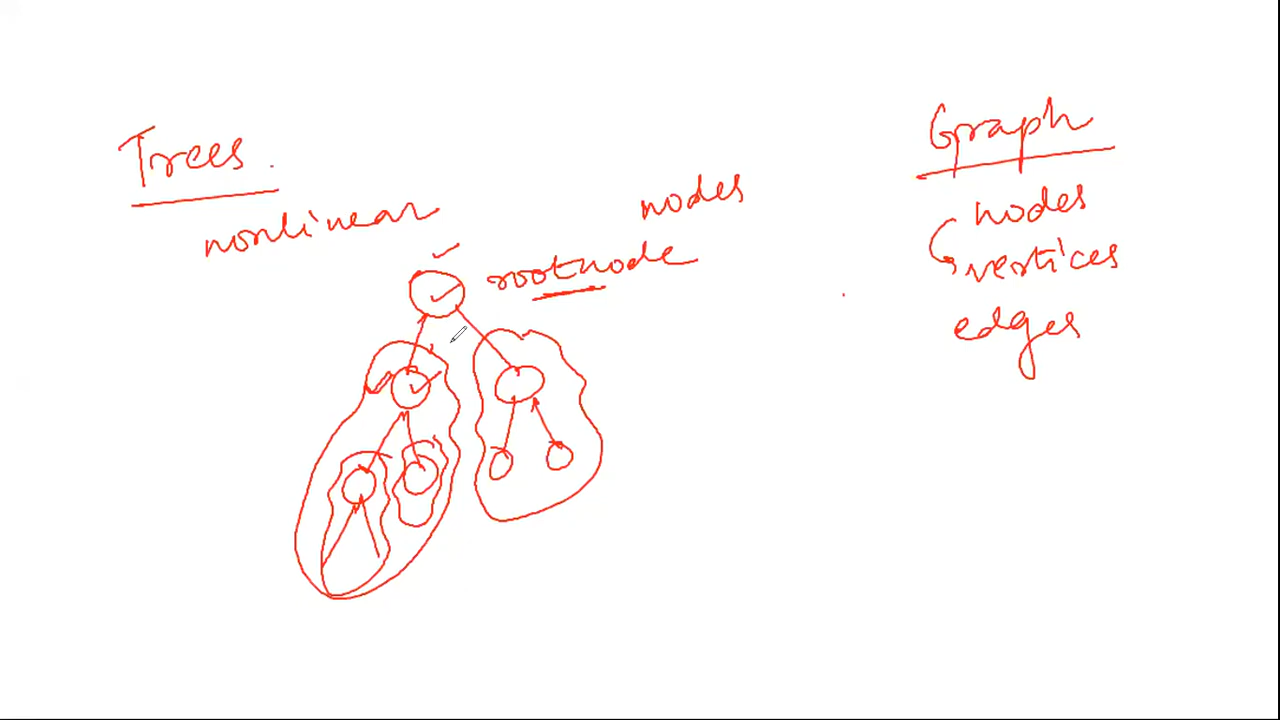 Trees.
nonlinear
nodes
rootnode
Graph
nodes
vertices
edges